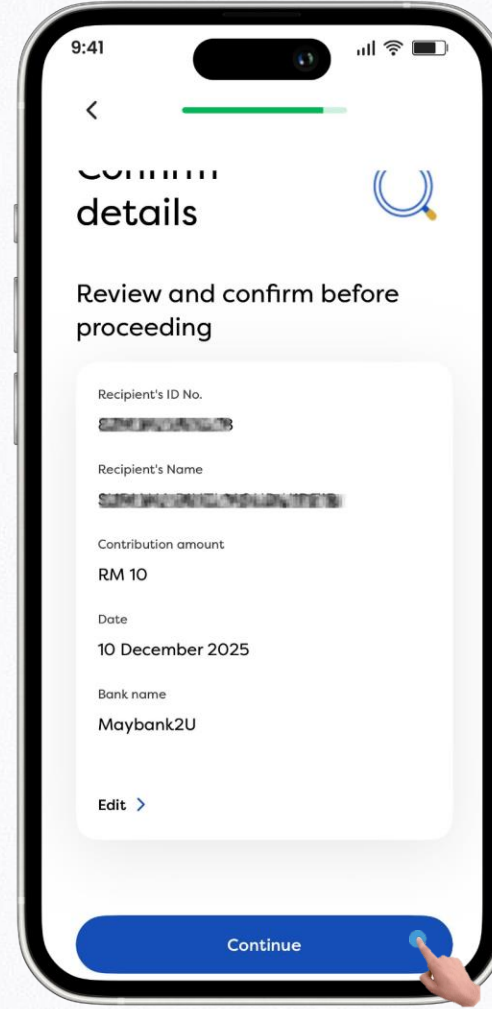 9:41
details
Review and confirm before
proceeding
Recipient's ID No.
Recipient's Name
Contribution amount
RM 10
Date
10 December 2025
Bank name
Maybank2U
Edit
Continue